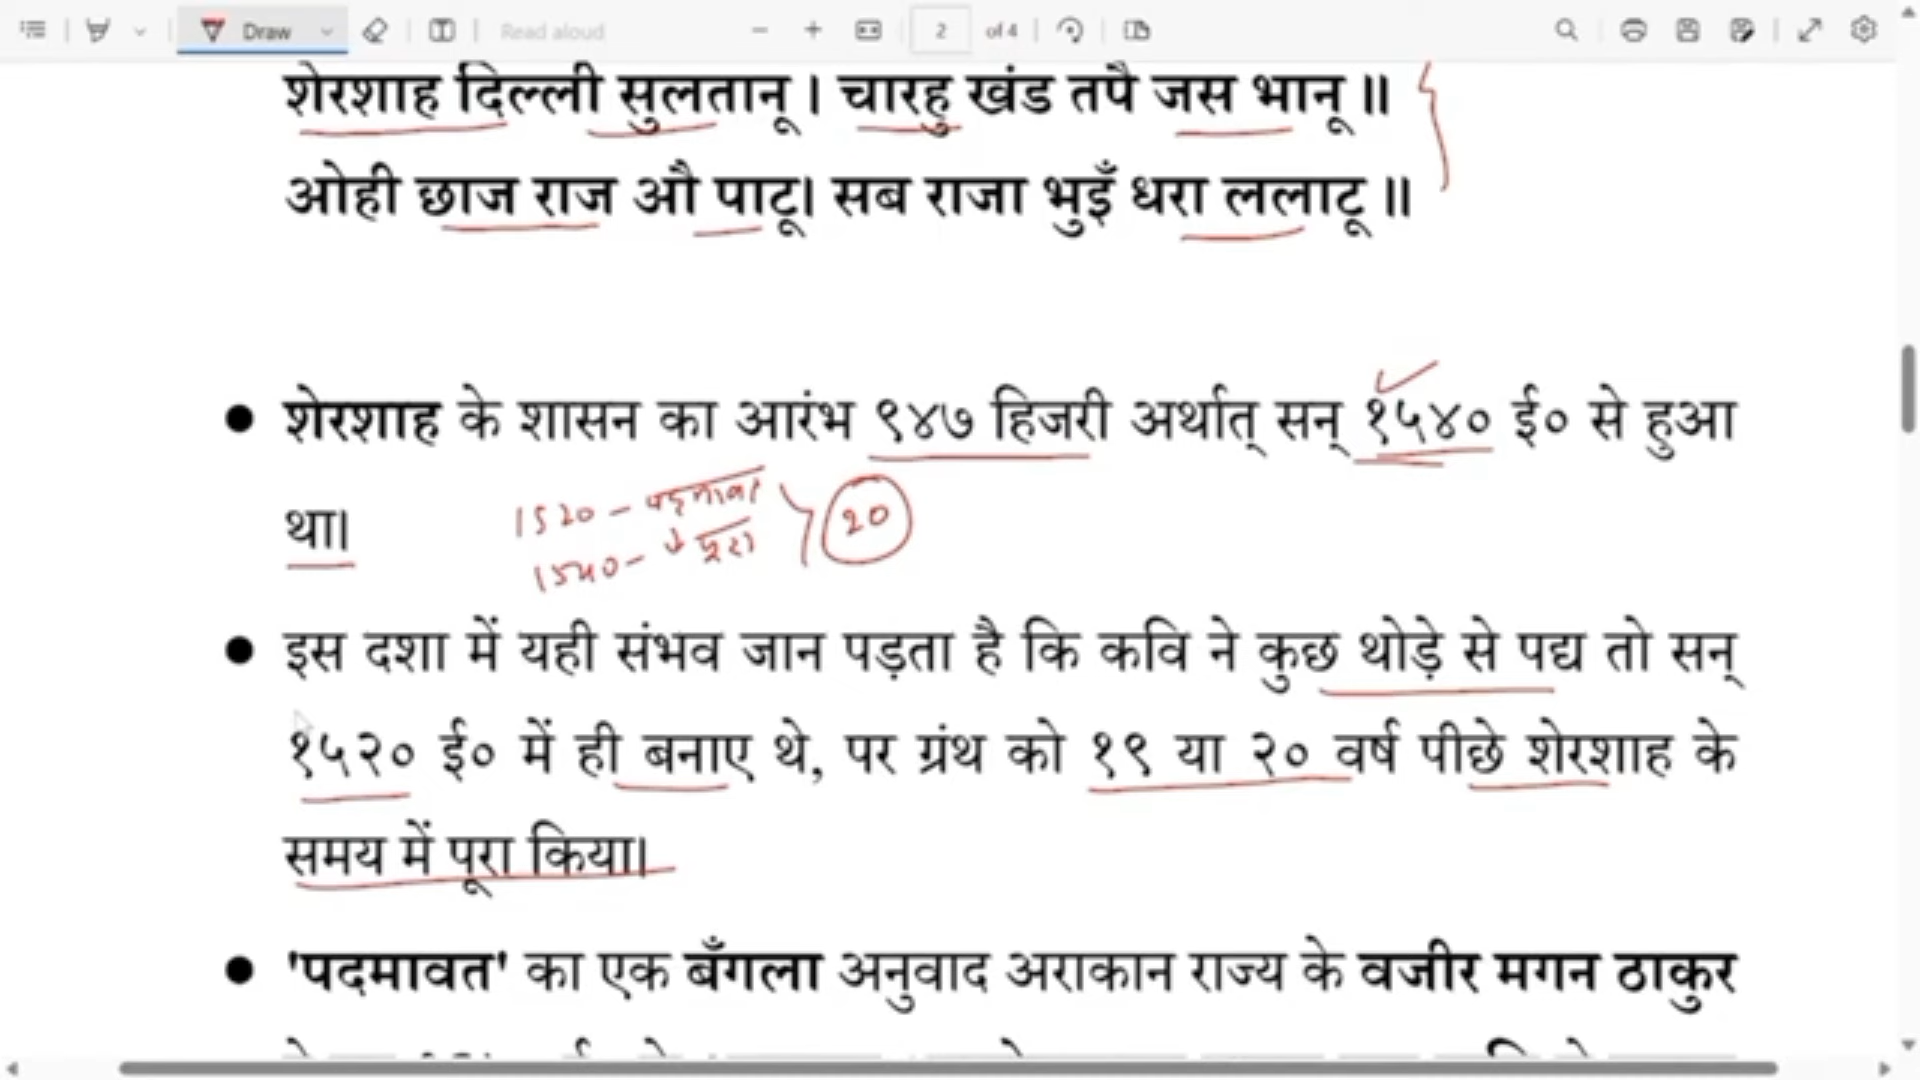 Draw
Read aloud
2
of 4
शेरशाह दिल्ली सुलतानू। चारहु खंड तपै जस भानू॥
ओही छाज राज औ पाटू। सब राजा भुइँ धरा ललाटू॥
शेरशाह के शासन का आरंभ ९४७ हिजरी अर्थात् सन् १५४० ई० से हुआ
था।
1520 - पद्मावत
1540 - पूरा
20
इस दशा में यही संभव जान पड़ता है कि कवि ने कुछ थोड़े से पद्य तो सन्
१५२० ई० में ही बनाए थे, पर ग्रंथ को १९ या २० वर्ष पीछे शेरशाह के
समय में पूरा किया।
'पदमावत' का एक बँगला अनुवाद अराकान राज्य के वजीर मगन ठाकुर